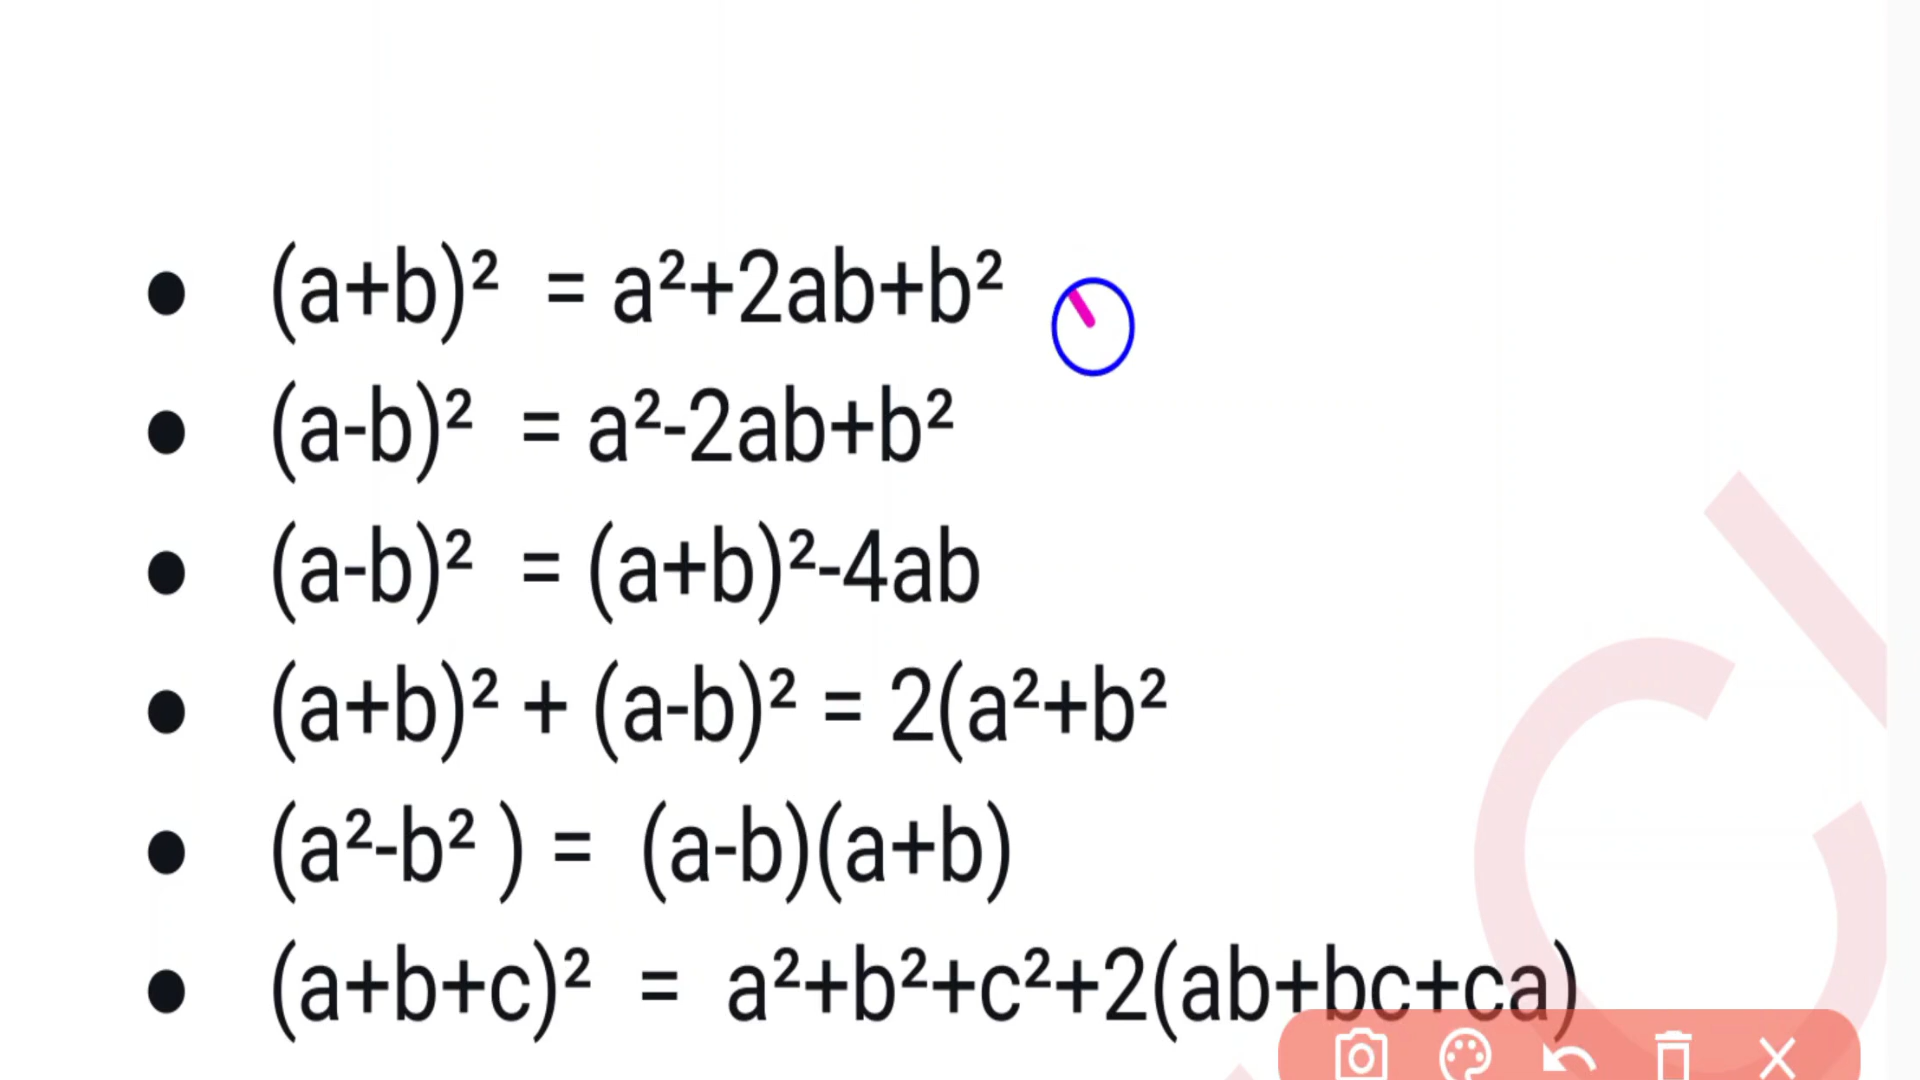 ● (a+b)² = a²+2ab+b²
● (a-b)² = a²-2ab+b²
● (a-b)² = (a+b)²-4ab
● (a+b)² + (a-b)² = 2(a²+b²
● (a²-b² ) = (a-b)(a+b)
● (a+b+c)² = a²+b²+c²+2(ab+bc+ca)